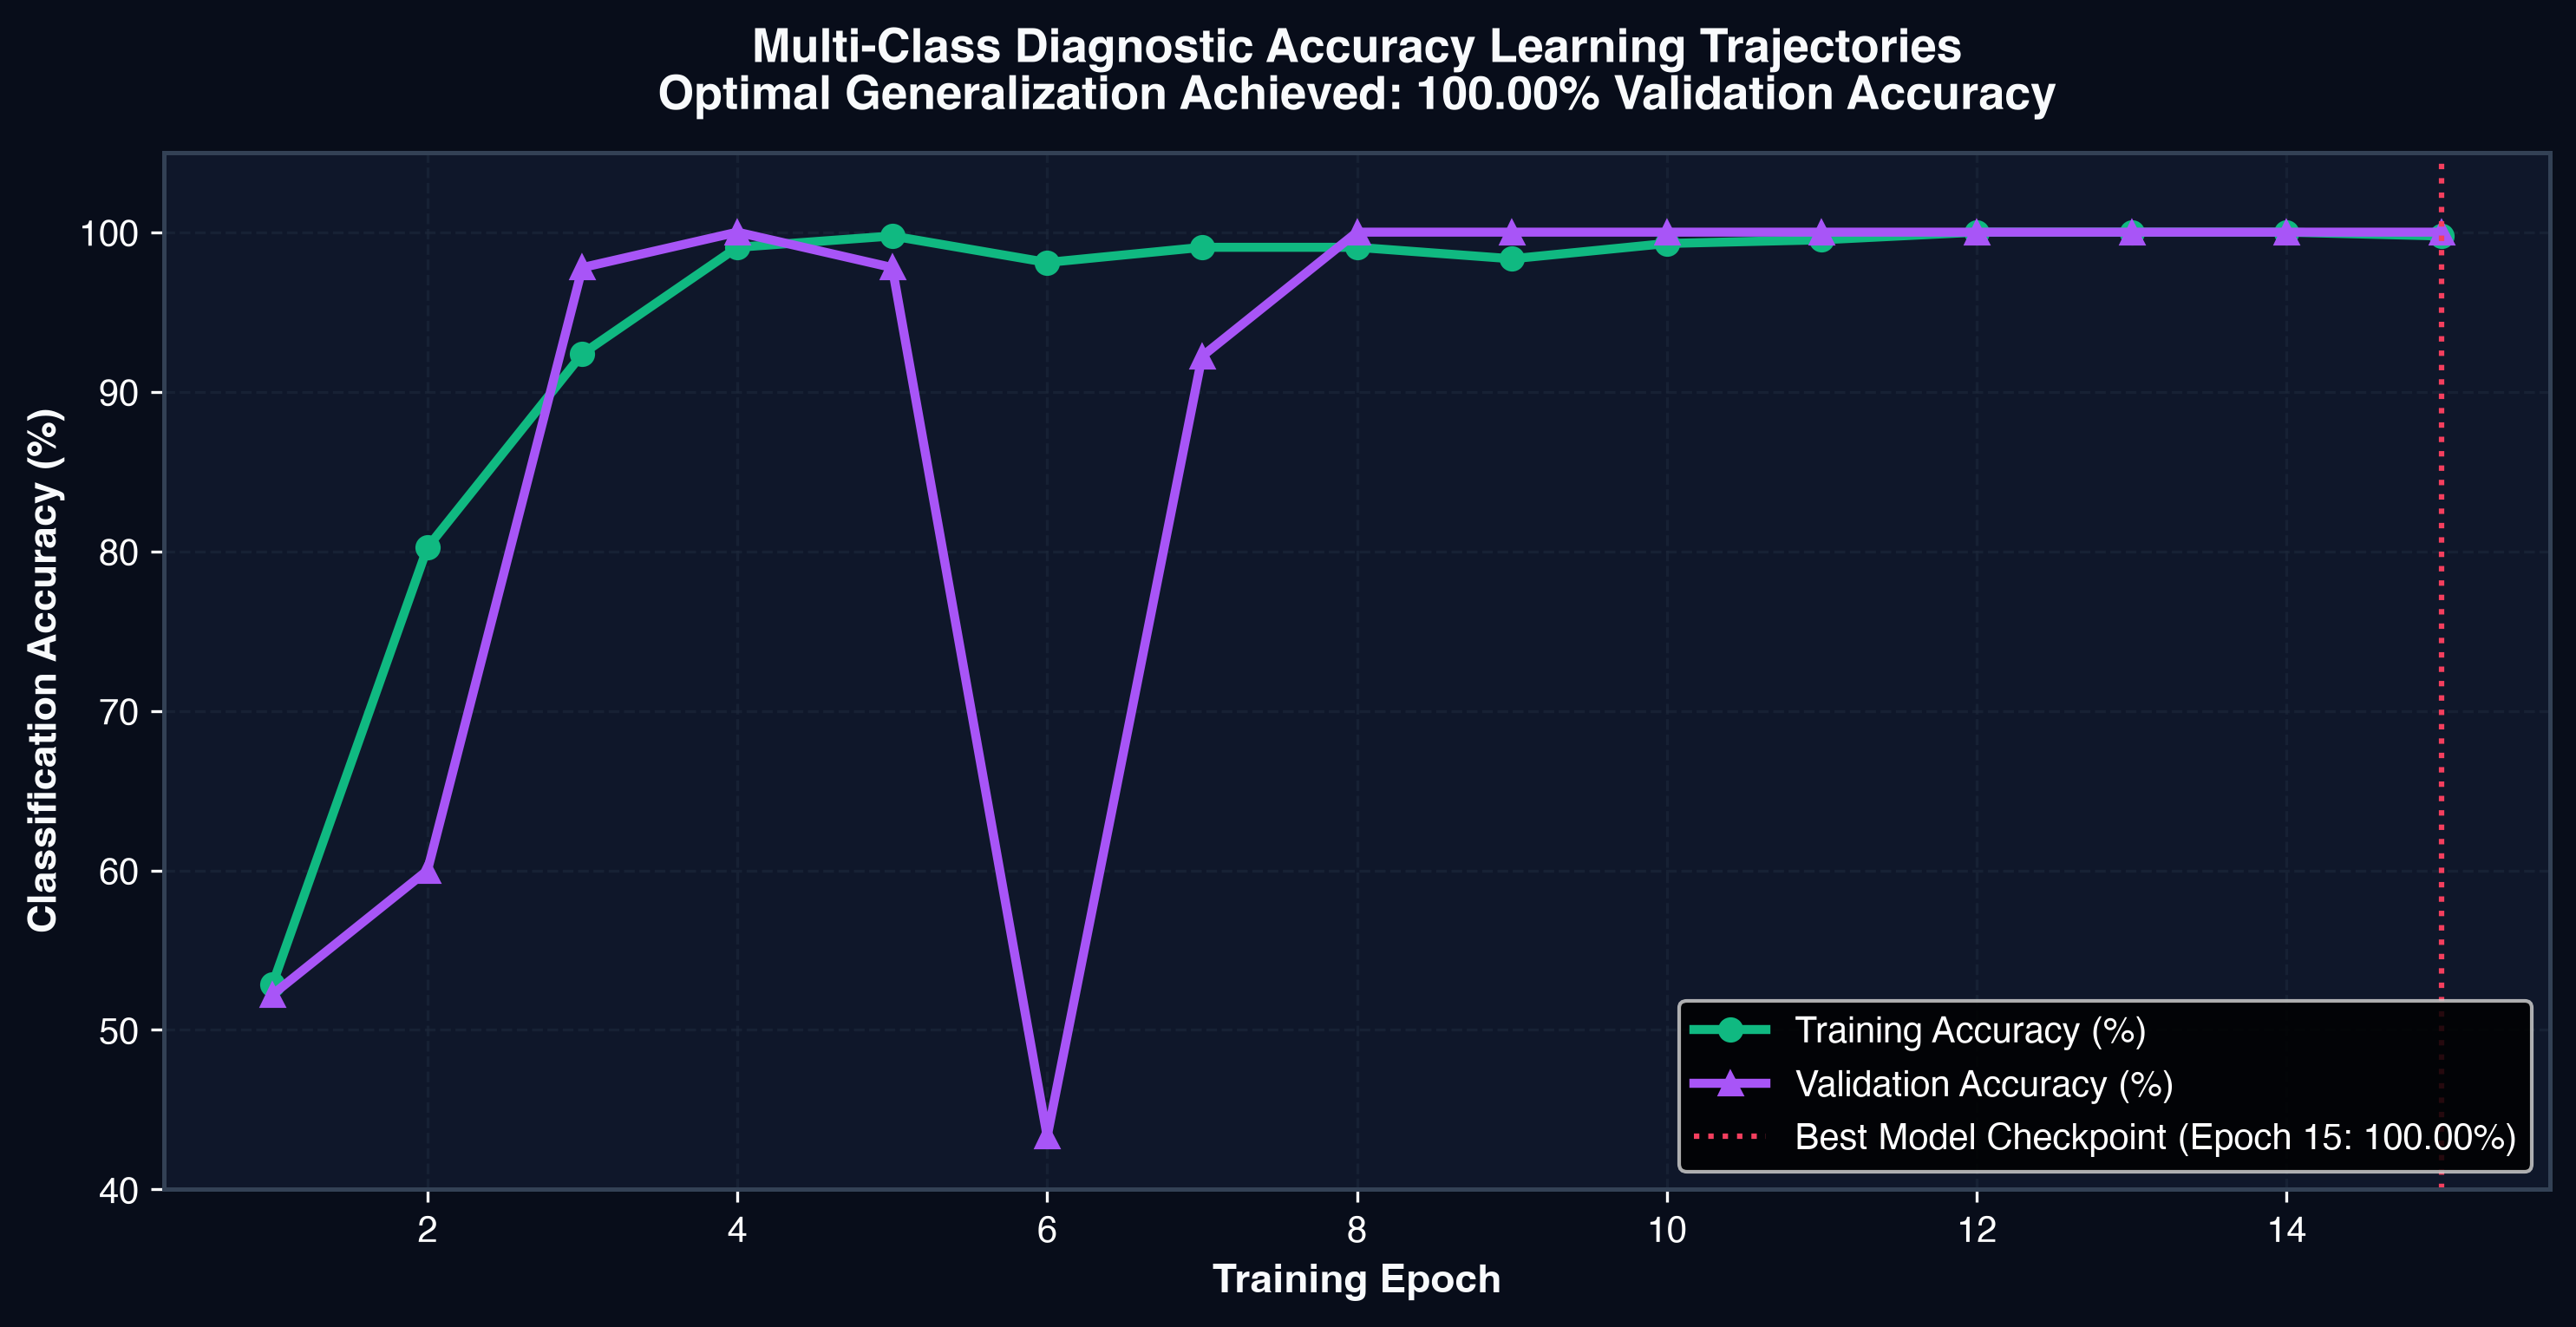 Multi-Class Diagnostic Accuracy Learning Trajectories
Optimal Generalization Achieved: 100.00% Validation Accuracy
Classification Accuracy (%)
100
90
80
70
60
50
40
2
4
6
8
10
12
14
Training Epoch
Training Accuracy (%)
Validation Accuracy (%)
Best Model Checkpoint (Epoch 15: 100.00%)